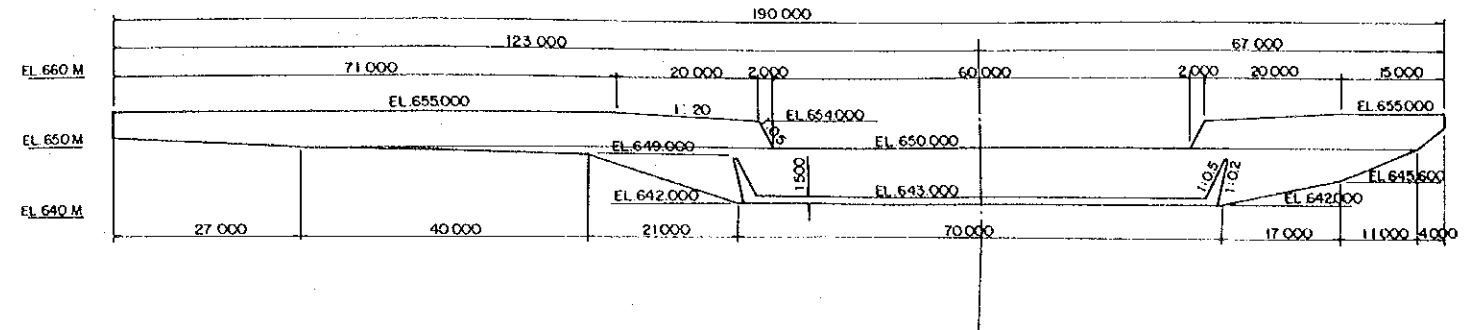 190 000
123 000 67 000
EL. 660 M 71 000 20 000 2,000 60 000 2 000 20 000 15 000
EL. 655.000 1:20 EL. 654.000 EL. 655.000
1:0.5
EL. 650 M EL. 649.000 EL. 650.000
1 500 1:0.5 1:0.2
EL. 645.600
EL. 640 M EL. 642.000 EL. 643.000 EL. 642.000
27 000 40 000 21 000 70 000 17 000 11 000 4 000